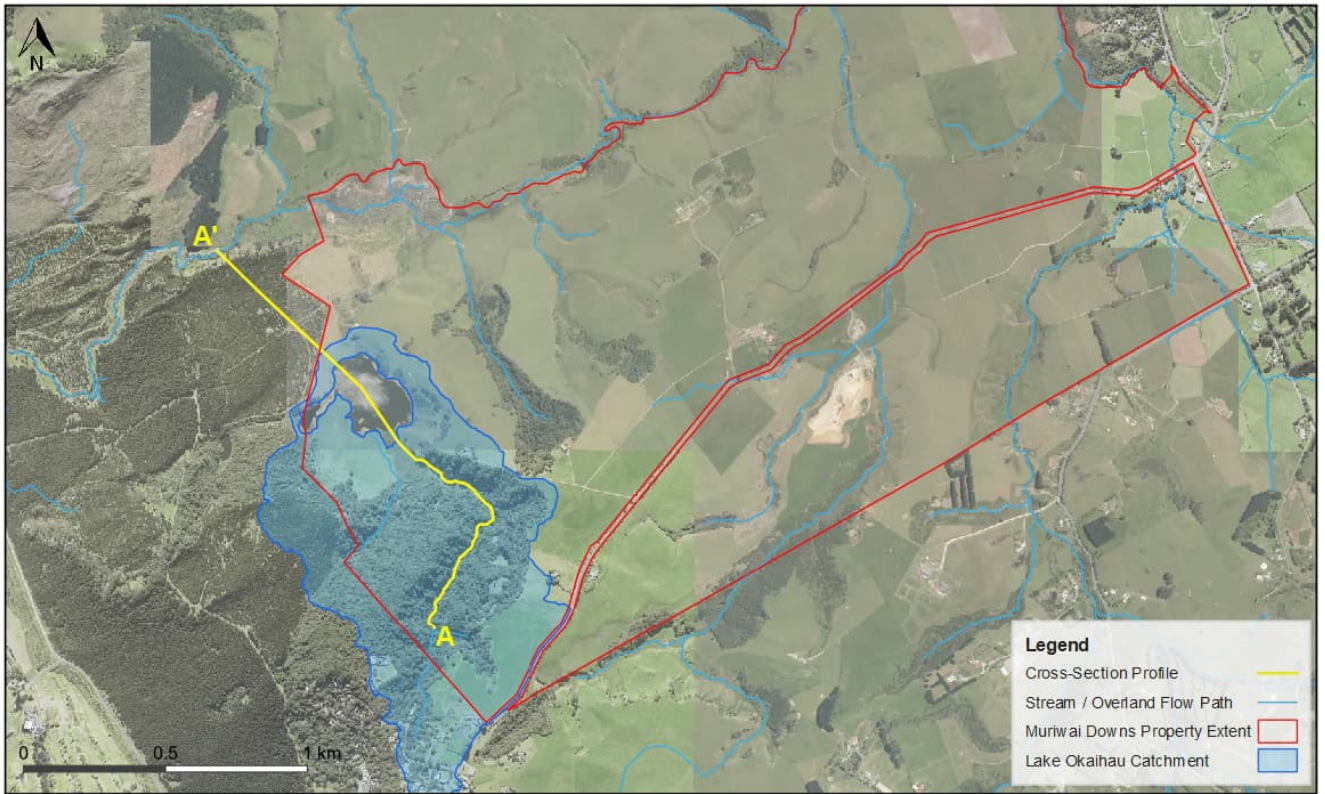 N
A'
A
0 0.5 1 km
Legend
Cross-Section Profile
Stream / Overland Flow Path
Muriwai Downs Property Extent
Lake Okaihau Catchment